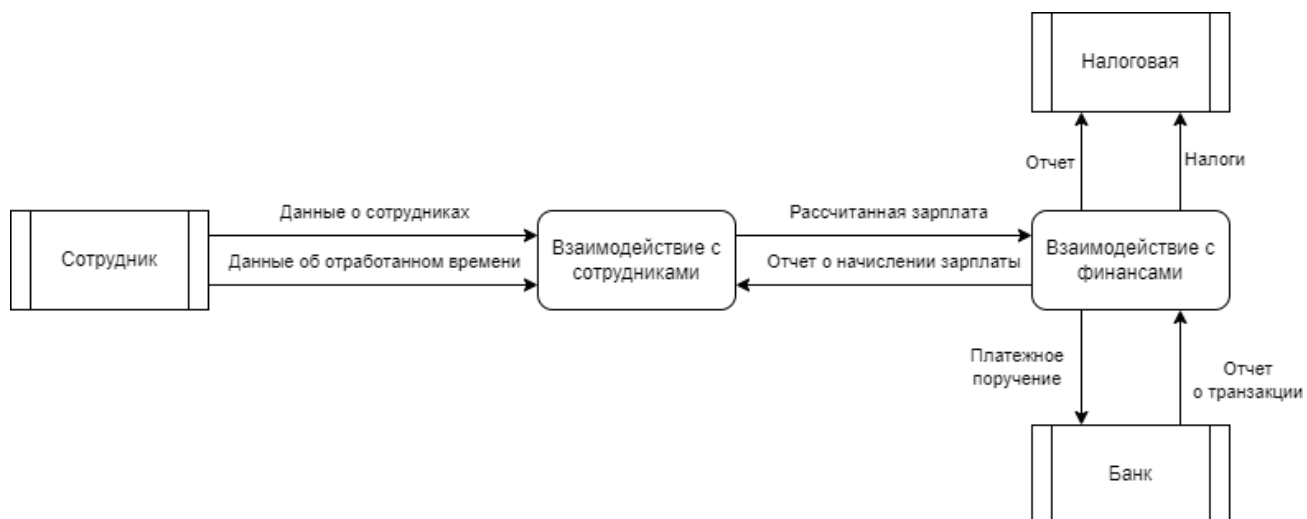 Налоговая
Отчет
Налоги
Данные о сотрудниках
Рассчитанная зарплата
Сотрудник
Данные об отработанном времени
Взаимодействие с
сотрудниками
Отчет о начислении зарплаты
Взаимодействие с
финансами
Платежное
поручение
Отчет
о транзакции
Банк